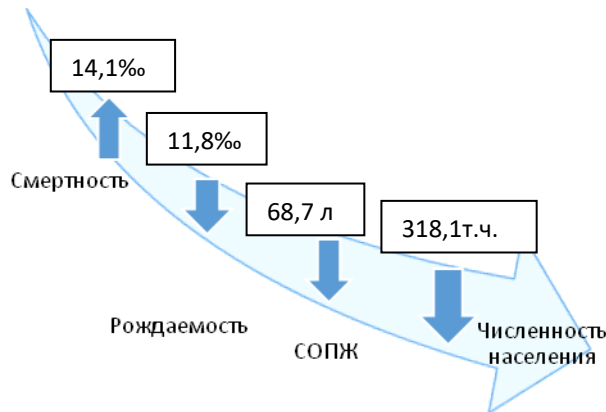 14,1‰
Смертность
11,8‰
Рождаемость
68,7 л
СОПЖ
318,1т.ч.
Численность
населения